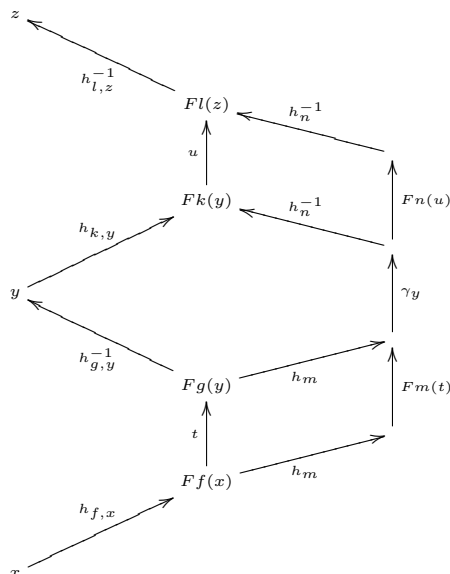 z
h_{l,z}^{-1}
Fl(z)
h_n^{-1}
u
Fn(u)
Fk(y)
h_n^{-1}
h_{k,y}
y
γ_y
h_{g,y}^{-1}
Fg(y)
h_m
Fm(t)
t
Ff(x)
h_m
h_{f,x}
x